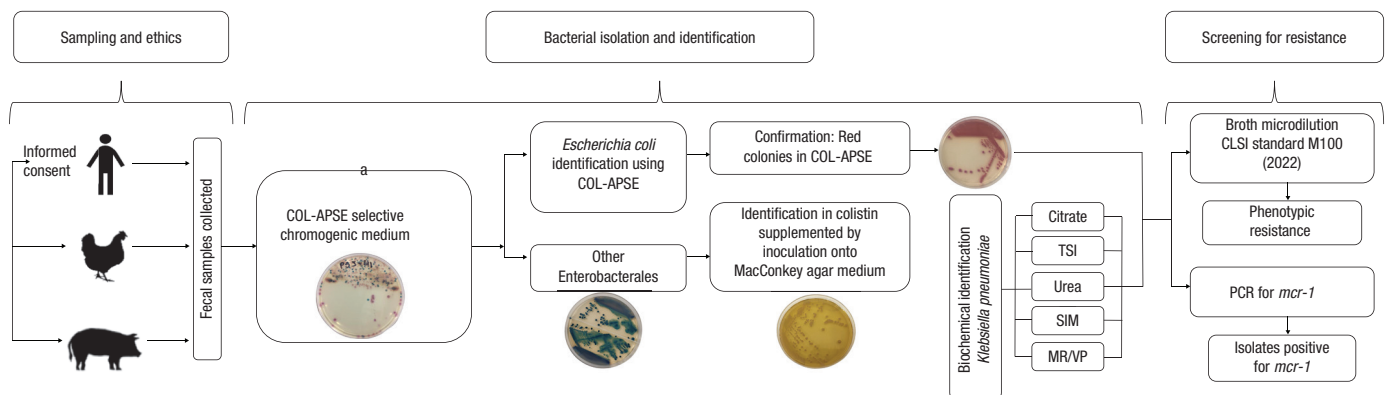 Sampling and ethics
Bacterial isolation and identification
Screening for resistance
Informed
consent
Fecal samples collected
a
COL-APSE selective
chromogenic medium
Escherichia coli
identification using
COL-APSE
Confirmation: Red
colonies in COL-APSE
Other
Enterobacterales
Identification in colistin
supplemented by
inoculation onto
MacConkey agar medium
Biochemical identification
Klebsiella pneumoniae
Citrate
TSI
Urea
SIM
MR/VP
Broth microdilution
CLSI standard M100
(2022)
Phenotypic
resistance
PCR for mcr-1
Isolates positive
for mcr-1